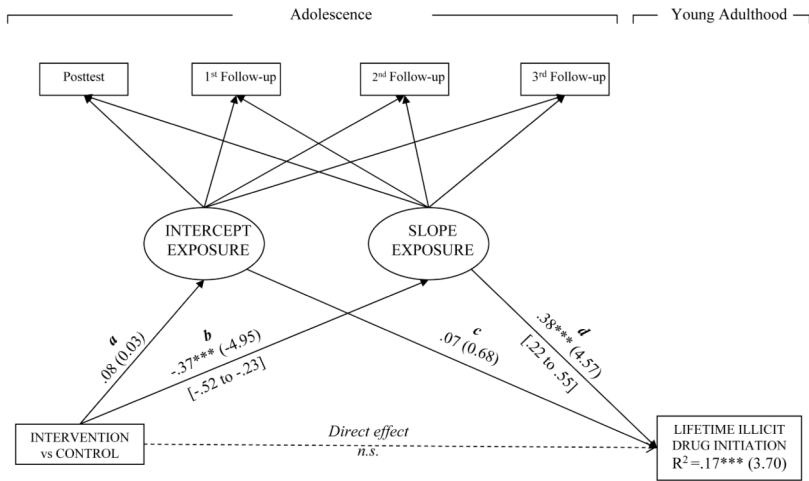 Adolescence
Young Adulthood
Posttest
1st Follow-up
2nd Follow-up
3rd Follow-up
INTERCEPT
EXPOSURE
SLOPE
EXPOSURE
a
.08 (0.03)
b
-.37*** (-4.95)
[-.52 to -.23]
c
.07 (0.68)
d
.38*** (4.57)
[.22 to .55]
INTERVENTION
vs CONTROL
Direct effect
n.s.
LIFETIME ILLICIT
DRUG INITIATION
R2 =.17*** (3.70)